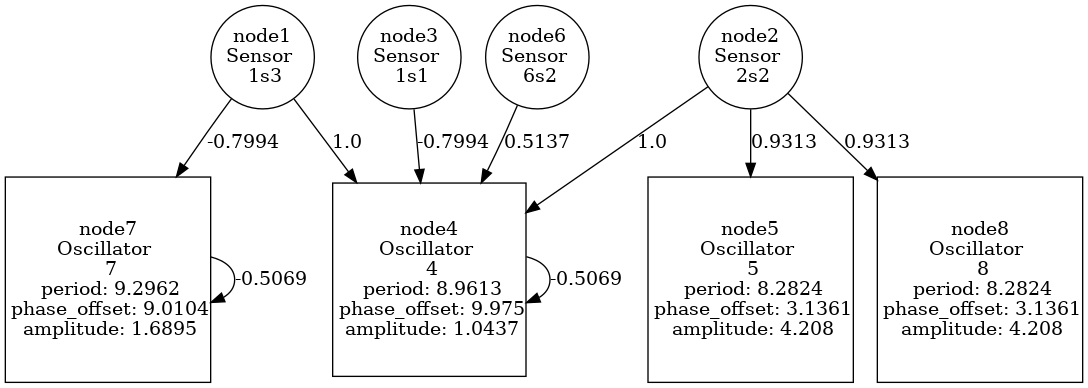 node1
Sensor
1s3
node3
Sensor
1s1
node6
Sensor
6s2
node2
Sensor
2s2
-0.7994
1.0
-0.7994
0.5137
1.0
0.9313
0.9313
node7
Oscillator
7
period: 9.2962
phase_offset: 9.0104
amplitude: 1.6895
-0.5069
node4
Oscillator
4
period: 8.9613
phase_offset: 9.975
amplitude: 1.0437
-0.5069
node5
Oscillator
5
period: 8.2824
phase_offset: 3.1361
amplitude: 4.208
node8
Oscillator
8
period: 8.2824
phase_offset: 3.1361
amplitude: 4.208